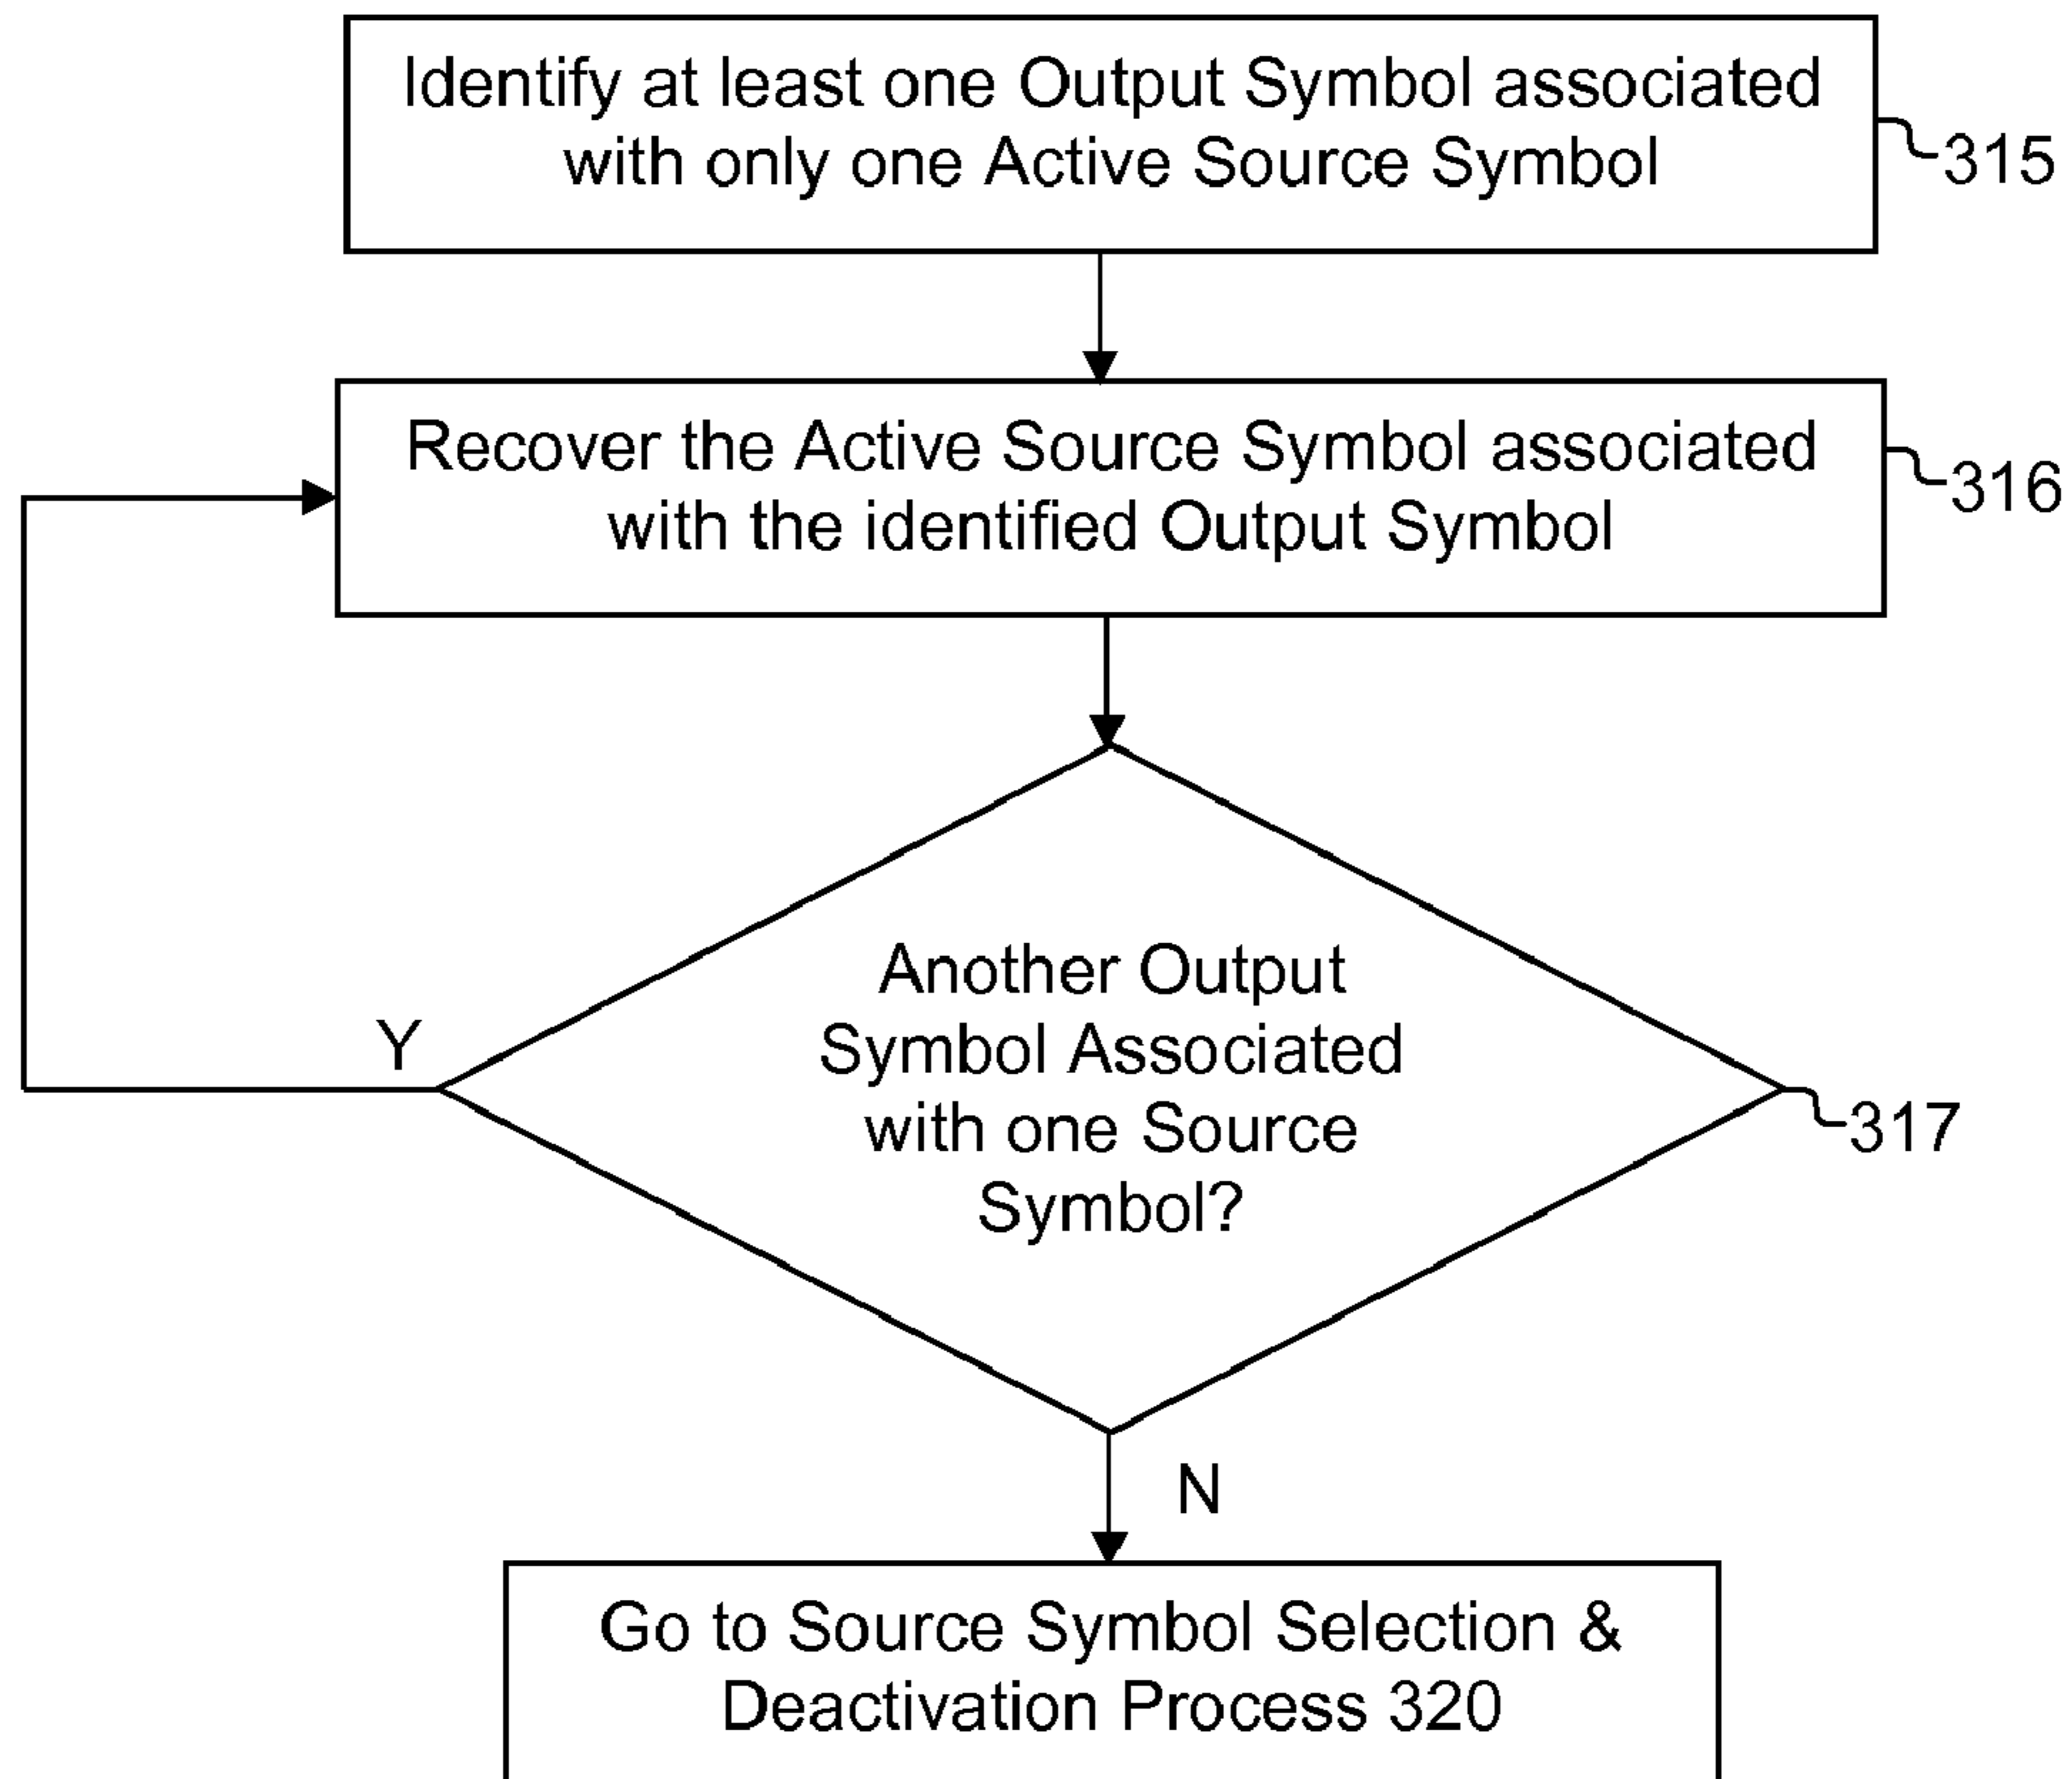 Identify at least one Output Symbol associated
with only one Active Source Symbol
315
Recover the Active Source Symbol associated
with the identified Output Symbol
316
Another Output
Symbol Associated
with one Source
Symbol?
Y
317
N
Go to Source Symbol Selection &
Deactivation Process 320